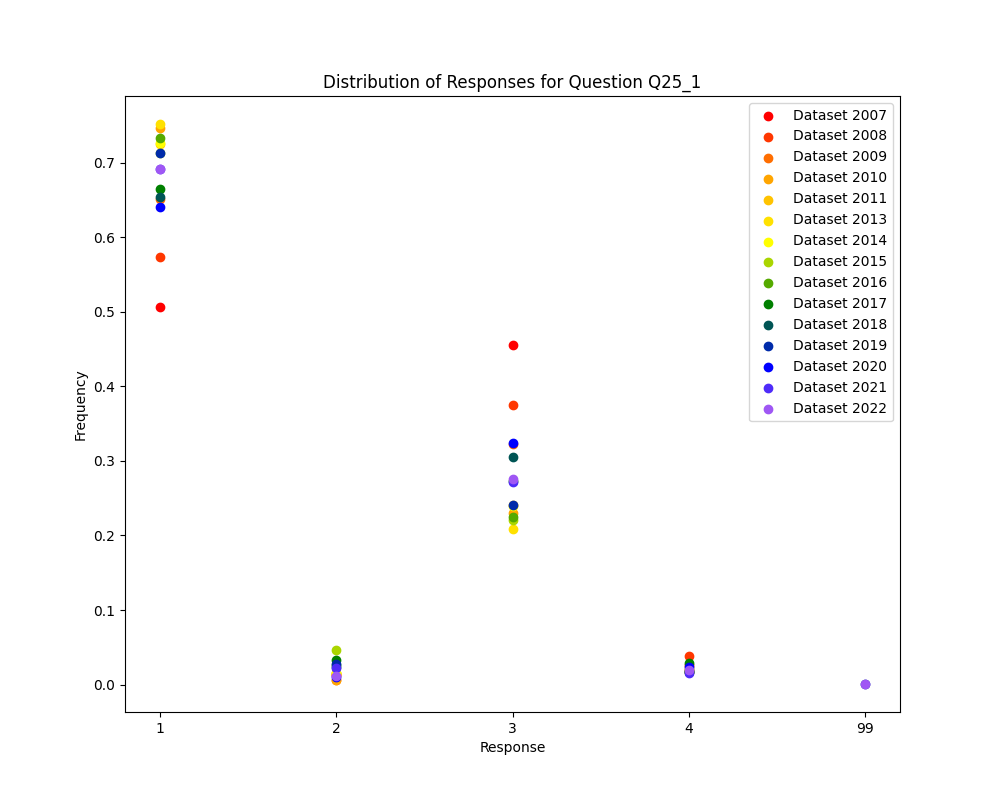 Distribution of Responses for Question Q25_1
Frequency
0.7
0.6
0.5
0.4
0.3
0.2
0.1
0.0
1
2
3
4
99
Response
Dataset 2007
Dataset 2008
Dataset 2009
Dataset 2010
Dataset 2011
Dataset 2013
Dataset 2014
Dataset 2015
Dataset 2016
Dataset 2017
Dataset 2018
Dataset 2019
Dataset 2020
Dataset 2021
Dataset 2022